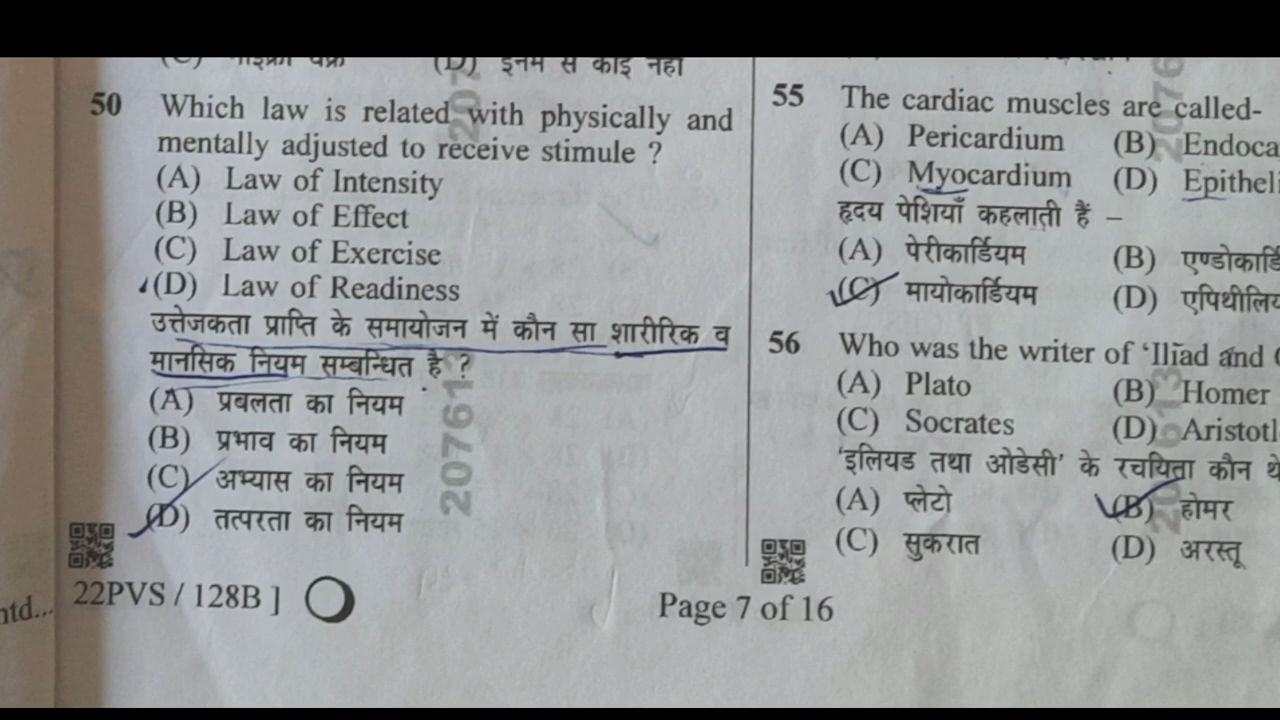 (D) इनमें से कोई नहीं
50 Which law is related with physically and
mentally adjusted to receive stimule ?
(A) Law of Intensity
(B) Law of Effect
(C) Law of Exercise
(D) Law of Readiness
उत्तेजकता प्राप्ति के समायोजन में कौन सा शारीरिक व
मानसिक नियम सम्बन्धित है ?
(A) प्रबलता का नियम
(B) प्रभाव का नियम
(C) अभ्यास का नियम
(D) तत्परता का नियम
207613
ntd... 22PVS / 128B ]
55 The cardiac muscles are called-
(A) Pericardium (B) Endoca
(C) Myocardium (D) Epitheli
हृदय पेशियाँ कहलाती हैं –
(A) पेरीकार्डियम (B) एण्डोकार्डि
(C) मायोकार्डियम (D) एपिथीलिय
56 Who was the writer of ‘Iliad and
(A) Plato (B) Homer
(C) Socrates (D) Aristotl
‘इलियड तथा ओडेसी’ के रचयिता कौन थे
(A) प्लेटो (B) होमर
(C) सुकरात (D) अरस्तू
Page 7 of 16